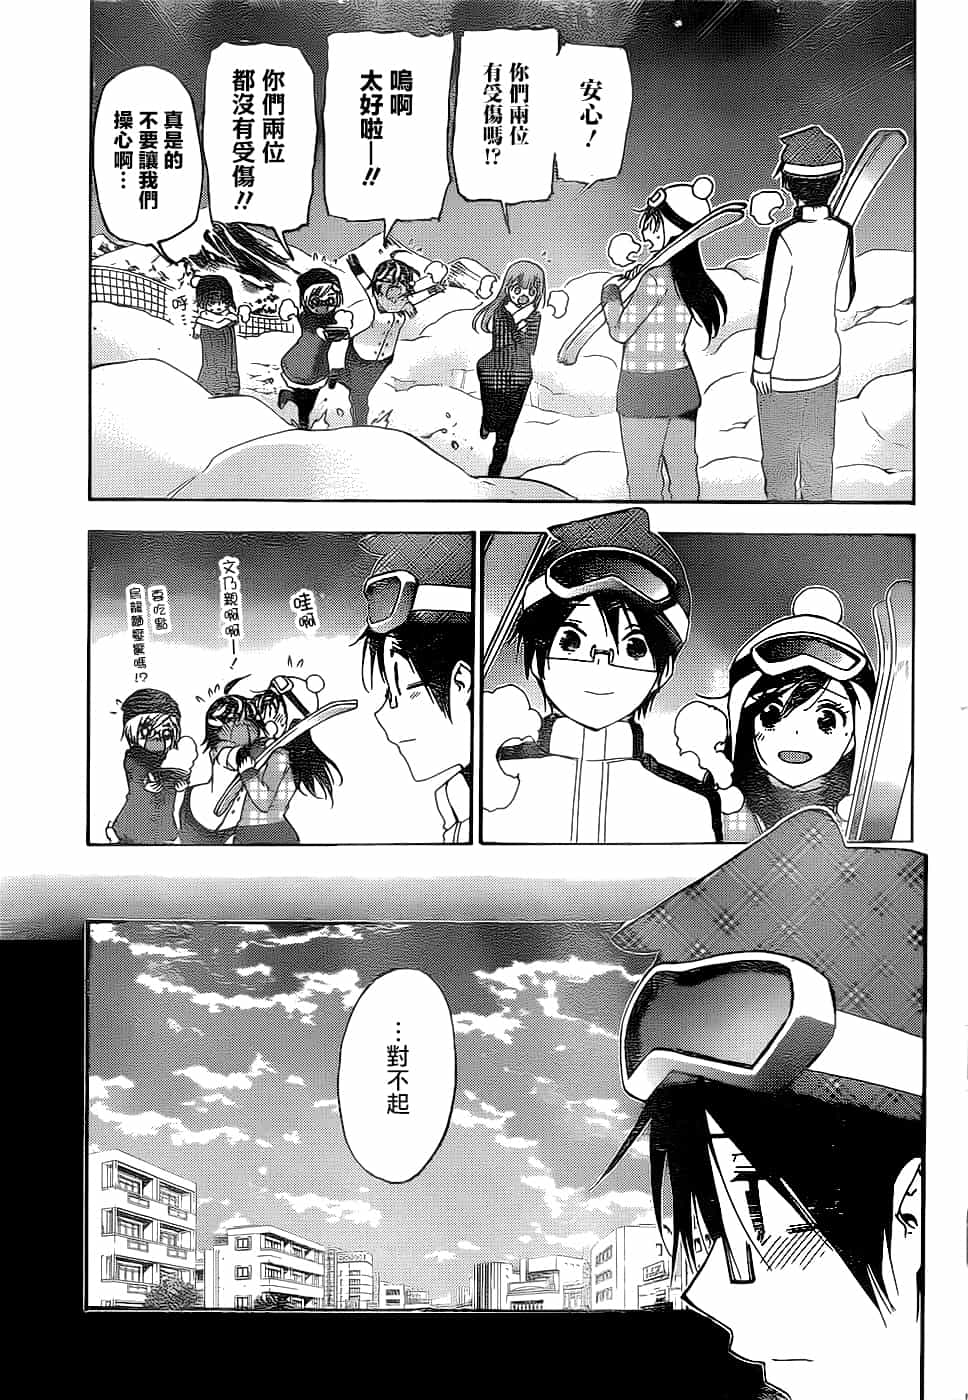 安心！
你們兩位
有受傷嗎!?
嗚啊
太好啦—!!
你們兩位
都沒有受傷!!
真是的
不要讓我們
操心啊…
呼
哇啊
文乃親啊啊—！
要吃點
烏龍麵壓驚嗎!?
…對不起